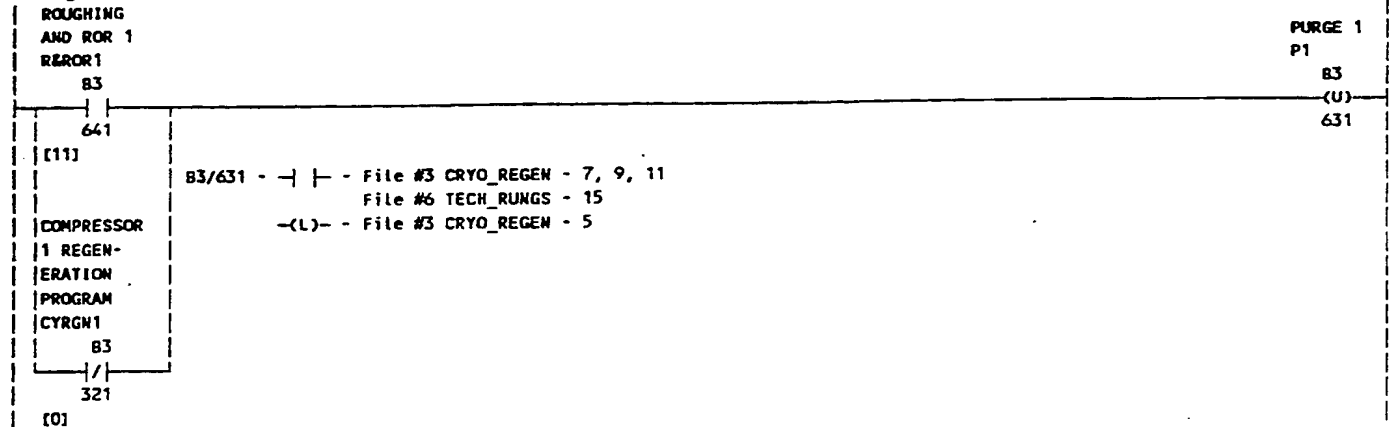 ROUGHING
AND ROR 1
R&ROR1
B3
641
[11]
PURGE 1
P1
B3
(U)
631
B3/631 - ⊣ ⊢ - File #3 CRYO_REGEN - 7, 9, 11
File #6 TECH_RUNGS - 15
-(L)- - File #3 CRYO_REGEN - 5
COMPRESSOR
1 REGEN-
ERATION
PROGRAM
CYRGN1
B3
/
321
[0]